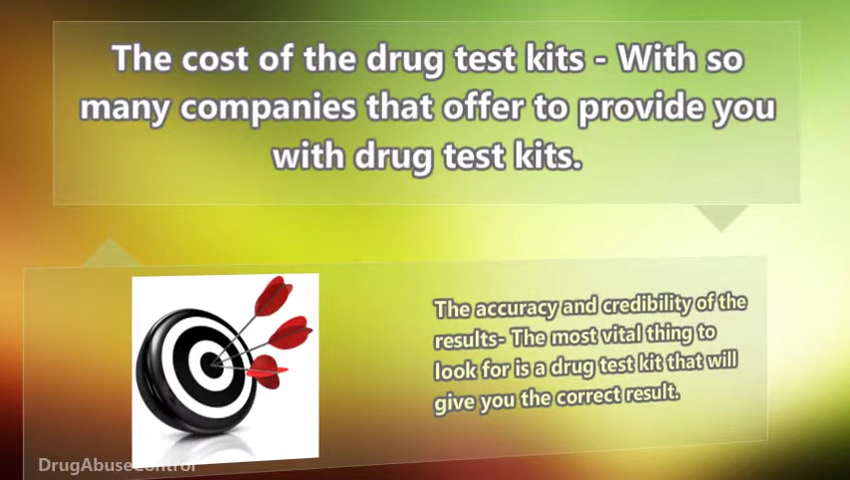 The cost of the drug test kits - With so
many companies that offer to provide you
with drug test kits.
The accuracy and credibility of the
results- The most vital thing to
look for is a drug test kit that will
give you the correct result.
DrugAbuseControl